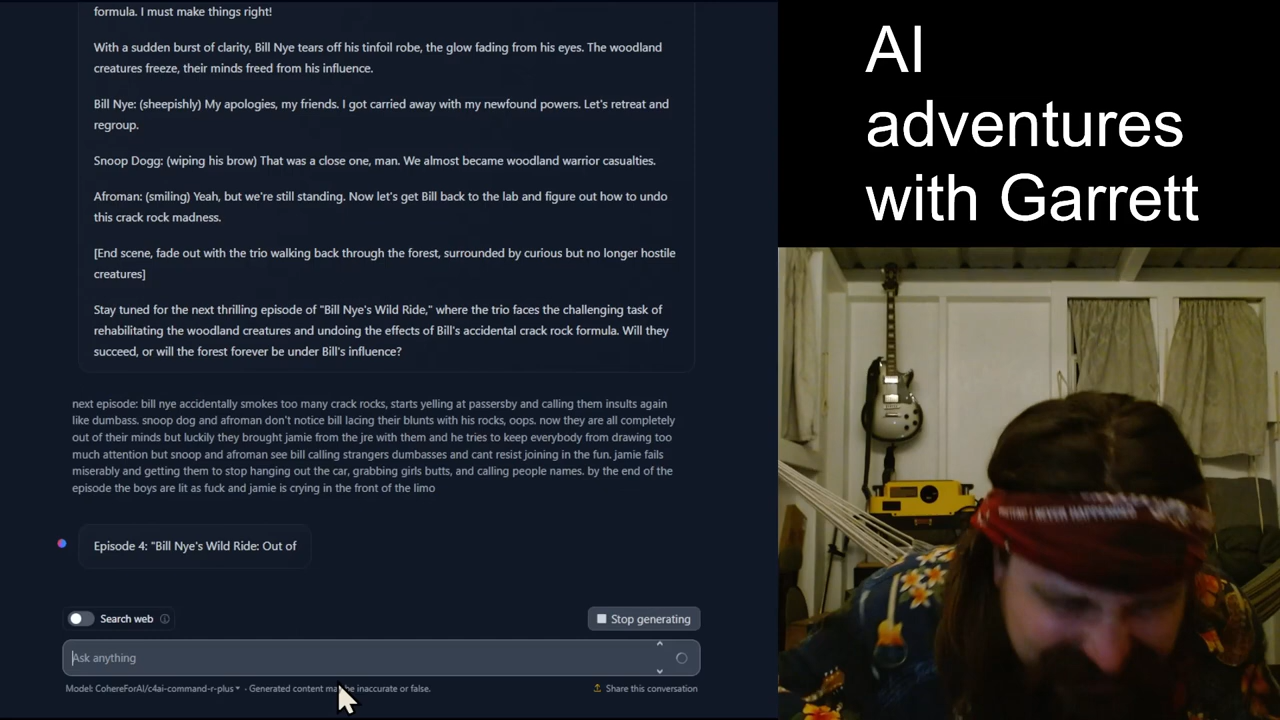 formula. I must make things right!
With a sudden burst of clarity, Bill Nye tears off his tinfoil robe, the glow fading from his eyes. The woodland
creatures freeze, their minds freed from his influence.
Bill Nye: (sheepishly) My apologies, my friends. I got carried away with my newfound powers. Let's retreat and
regroup.
Snoop Dogg: (wiping his brow) That was a close one, man. We almost became woodland warrior casualties.
Afroman: (smiling) Yeah, but we're still standing. Now let's get Bill back to the lab and figure out how to undo
this crack rock madness.
[End scene, fade out with the trio walking back through the forest, surrounded by curious but no longer hostile
creatures]
Stay tuned for the next thrilling episode of "Bill Nye's Wild Ride," where the trio faces the challenging task of
rehabilitating the woodland creatures and undoing the effects of Bill's accidental crack rock formula. Will they
succeed, or will the forest forever be under Bill's influence?
next episode: bill nye accidentally smokes too many crack rocks, starts yelling at passersby and calling them insults again
like dumbass. snoop dog and afroman don't notice bill lacing their blunts with his rocks, oops. now they are all completely
out of their minds but luckily they brought jamie from the jre with them and he tries to keep everybody from drawing too
much attention but snoop and afroman see bill calling strangers dumbasses and cant resist joining in the fun. jamie fails
miserably and getting them to stop hanging out the car, grabbing girls butts, and calling people names. by the end of the
episode the boys are lit as fuck and jamie is crying in the front of the limo
Episode 4: "Bill Nye's Wild Ride: Out of
Search web
Stop generating
Ask anything
Model: CohereForAI/c4ai-command-r-plus · Generated content may be inaccurate or false.
Share this conversation
AI
adventures
with Garrett